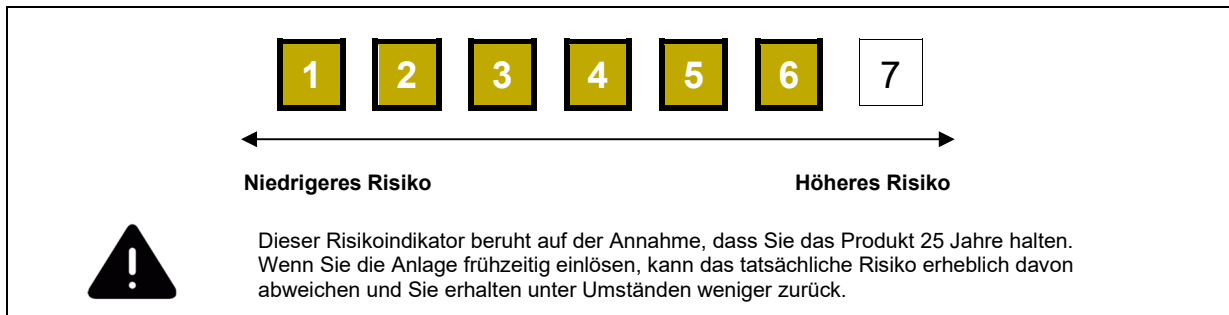 1 2 3 4 5 6 7
Niedrigeres Risiko Höheres Risiko
Dieser Risikoindikator beruht auf der Annahme, dass Sie das Produkt 25 Jahre halten.
Wenn Sie die Anlage frühzeitig einlösen, kann das tatsächliche Risiko erheblich davon
abweichen und Sie erhalten unter Umständen weniger zurück.